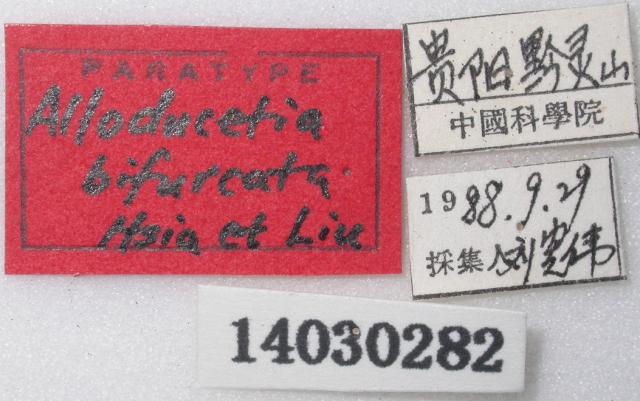 PARATYPE
Alloducetia
bifurcata
Hsia et Liu
贵阳黔灵山
中國科學院
1988.9.29
採集人刘宪伟
14030282